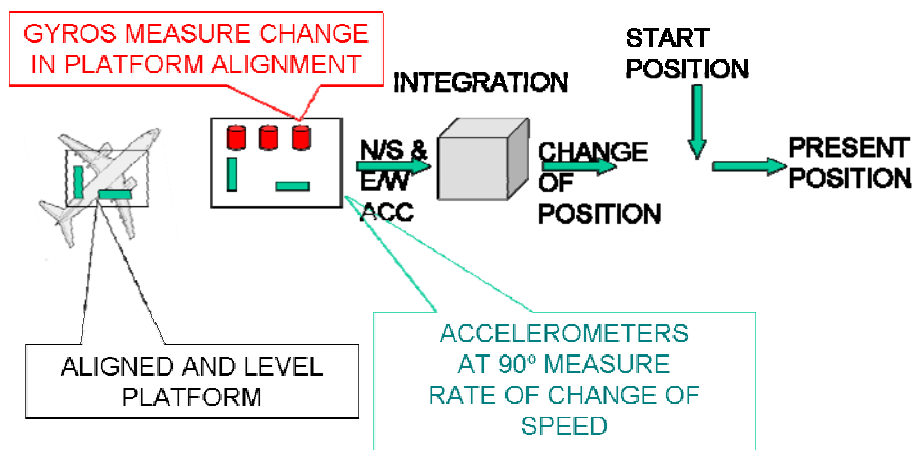 GYROS MEASURE CHANGE
IN PLATFORM ALIGNMENT
INTEGRATION
START
POSITION
N/S &
E/W
ACC
CHANGE
OF
POSITION
PRESENT
POSITION
ALIGNED AND LEVEL
PLATFORM
ACCELEROMETERS
AT 90º MEASURE
RATE OF CHANGE OF
SPEED